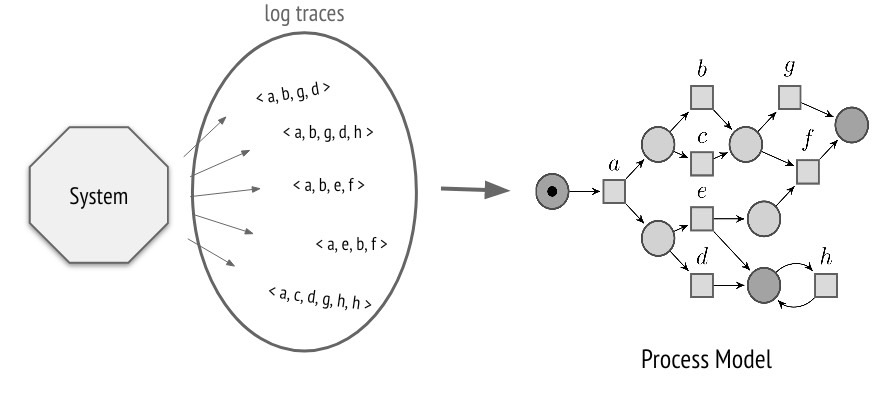 log traces
System
< a, b, g, d >
< a, b, g, d, h >
< a, b, e, f >
< a, e, b, f >
< a, c, d, g, h, h >
b
g
c
f
a
e
d
h
Process Model